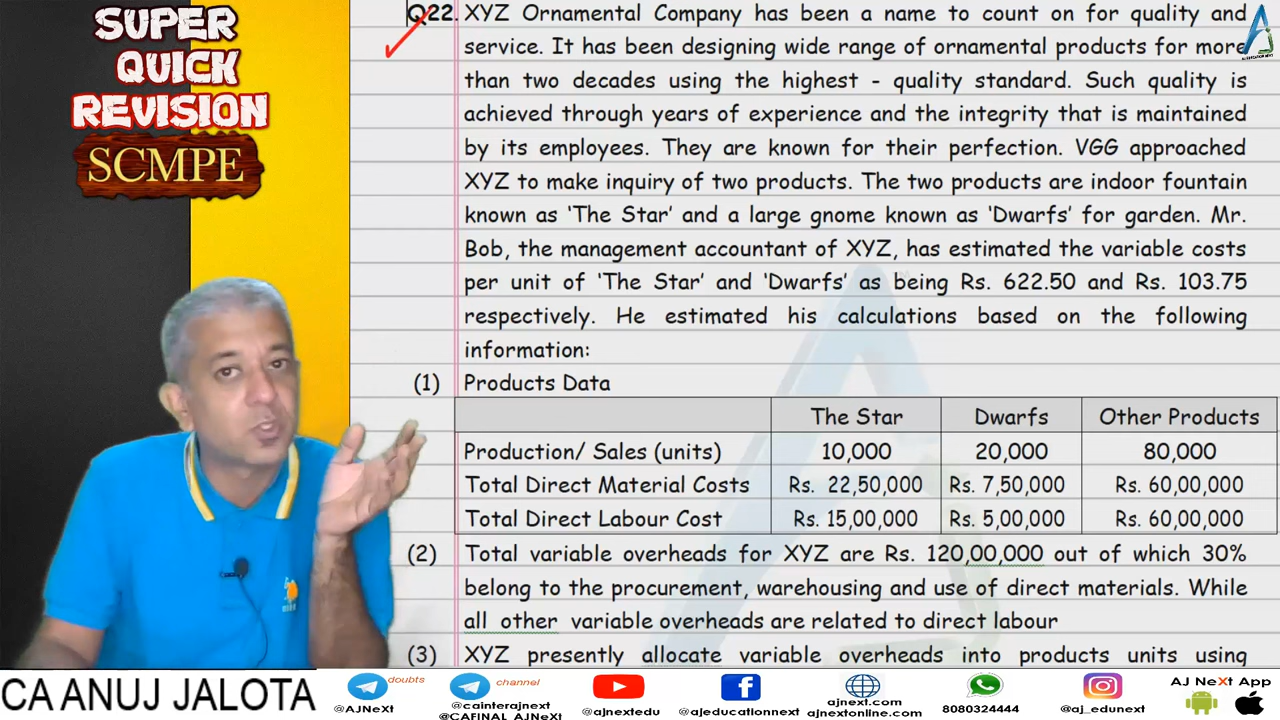 SUPER
QUICK
REVISION
SCMPE
Q22. XYZ Ornamental Company has been a name to count on for quality and
service. It has been designing wide range of ornamental products for more
than two decades using the highest - quality standard. Such quality is
achieved through years of experience and the integrity that is maintained
by its employees. They are known for their perfection. VGG approached
XYZ to make inquiry of two products. The two products are indoor fountain
known as 'The Star' and a large gnome known as 'Dwarfs' for garden. Mr.
Bob, the management accountant of XYZ, has estimated the variable costs
per unit of 'The Star' and 'Dwarfs' as being Rs. 622.50 and Rs. 103.75
respectively. He estimated his calculations based on the following
information:
(1) Products Data
The Star Dwarfs Other Products
Production/ Sales (units) 10,000 20,000 80,000
Total Direct Material Costs Rs. 22,50,000 Rs. 7,50,000 Rs. 60,00,000
Total Direct Labour Cost Rs. 15,00,000 Rs. 5,00,000 Rs. 60,00,000
(2) Total variable overheads for XYZ are Rs. 120,00,000 out of which 30%
belong to the procurement, warehousing and use of direct materials. While
all other variable overheads are related to direct labour
(3) XYZ presently allocate variable overheads into products units using
CA ANUJ JALOTA
doubts
@AJNeXt
channel
@cainterajnext
@CAFINAL_AJNeXt
@ajnextedu
@ajeducationnext
ajnext.com
ajnextonline.com
8080324444
@aj_edunext
AJ NeXt App